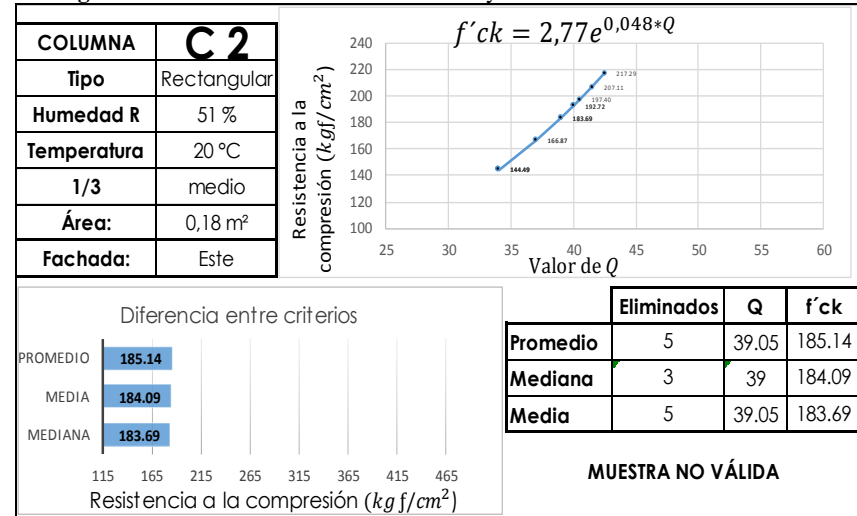 COLUMNA C 2
Tipo Rectangular
Humedad R 51 %
Temperatura 20 °C
1/3 medio
Área: 0,18 m²
Fachada: Este
f´ck = 2,77e^{0,048*Q}
Resistencia a la
compresión (kgf/cm²)
240
220
200
180
160
140
120
100
217.29
207.11
197.40
192.72
183.69
166.87
144.49
25 30 35 40 45 50 55 60
Valor de Q
Diferencia entre criterios
PROMEDIO 185.14
MEDIA 184.09
MEDIANA 183.69
115 165 215 265 315 365 415 465
Resistencia a la compresión (kg f/cm²)
Eliminados Q f´ck
Promedio 5 39.05 185.14
Mediana 3 39 184.09
Media 5 39.05 183.69
MUESTRA NO VÁLIDA